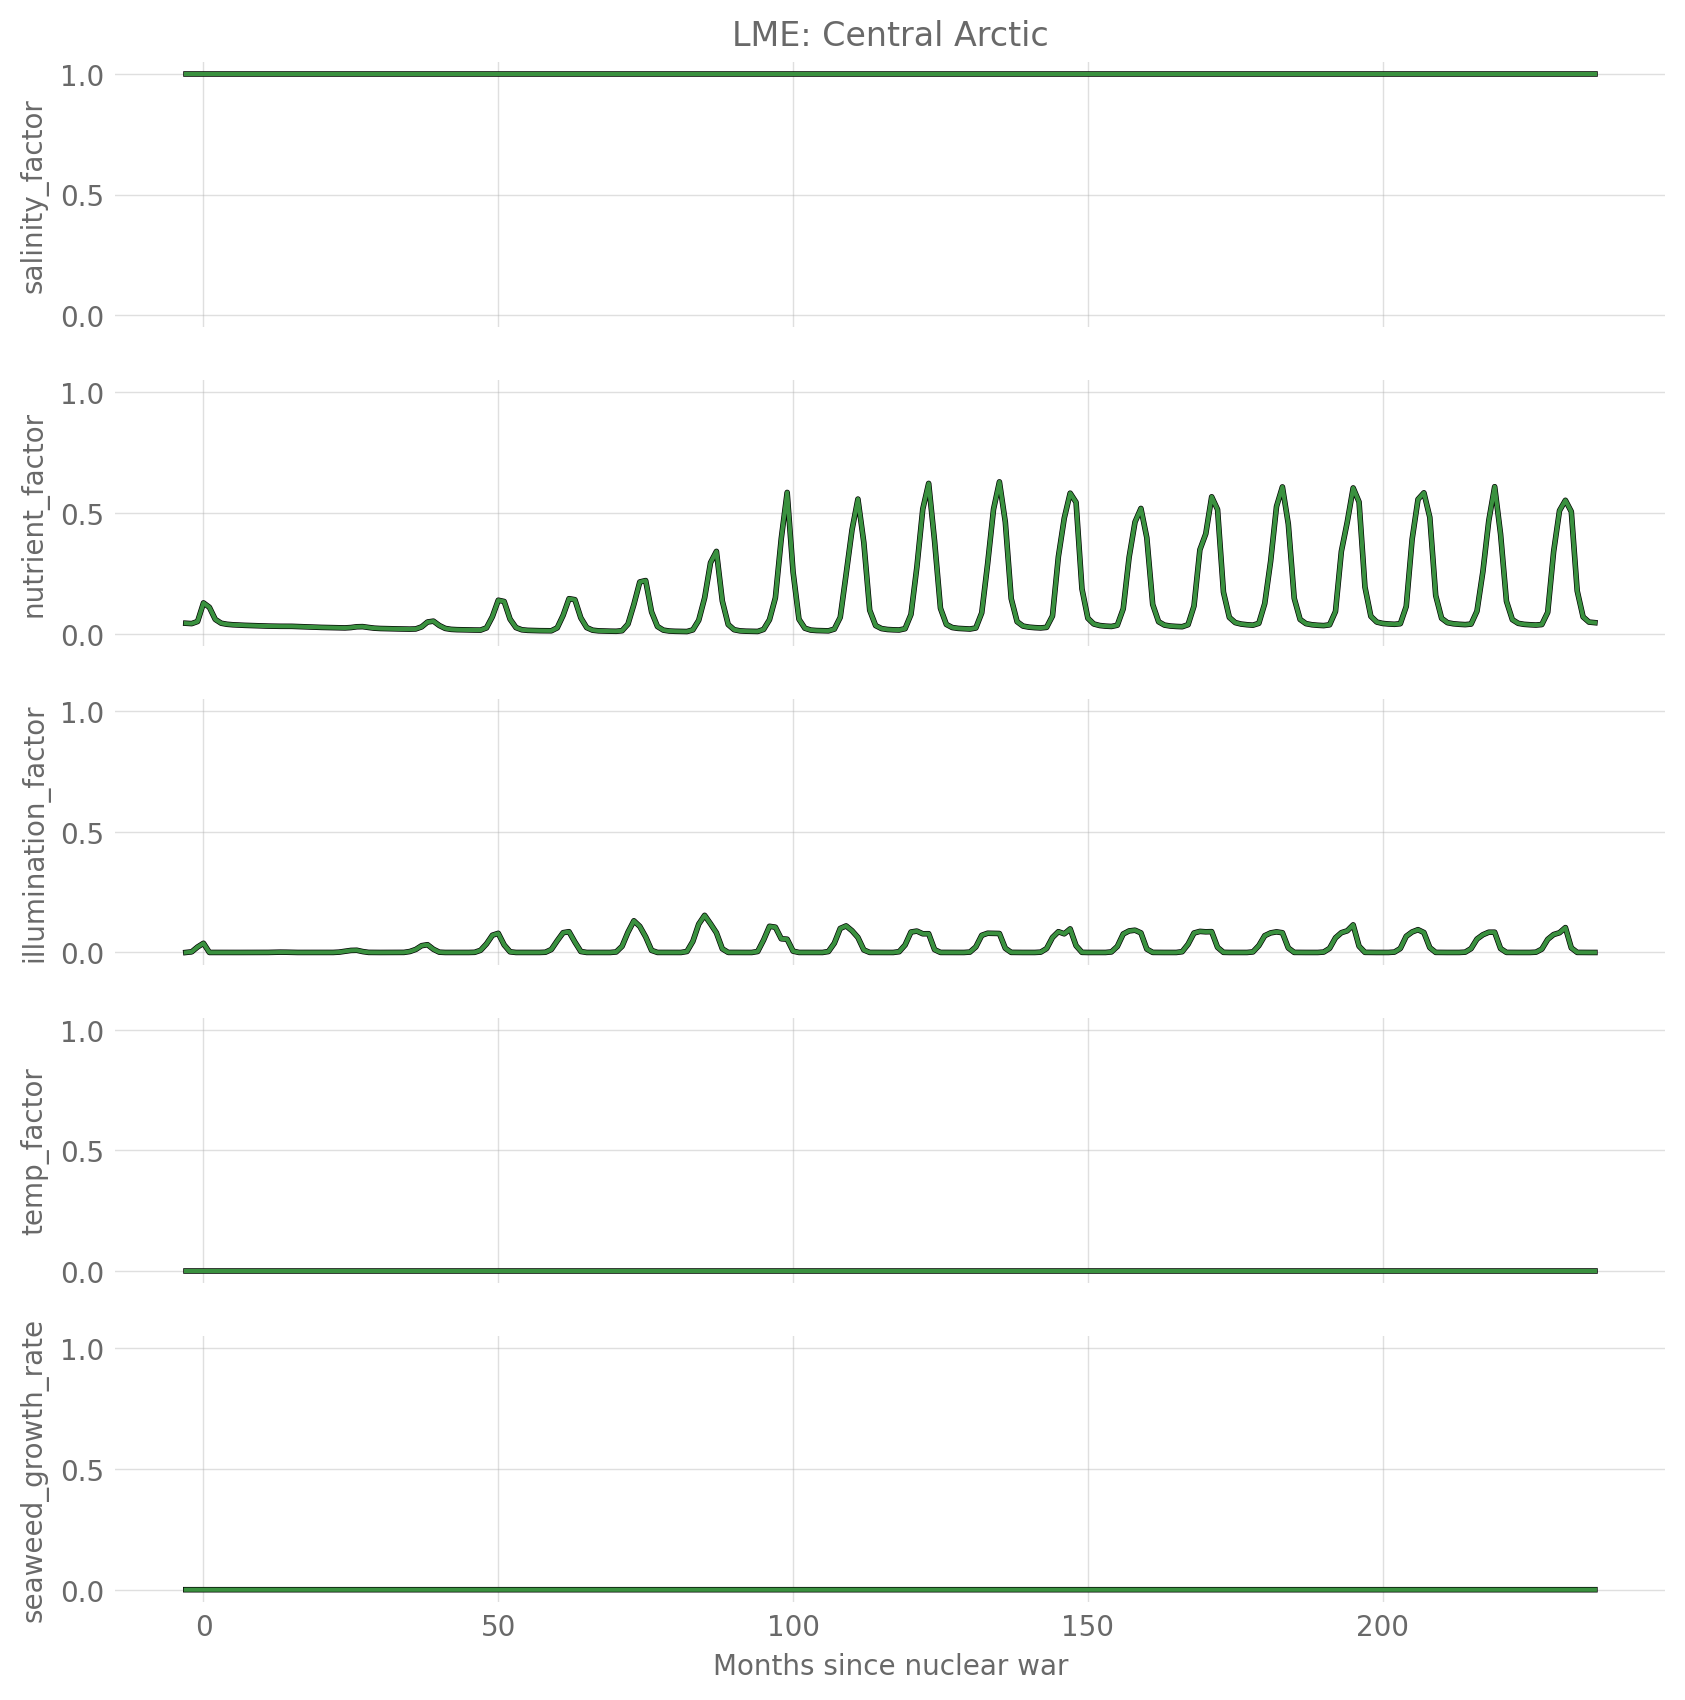 LME: Central Arctic
1.0
0.5
0.0
salinity_factor
1.0
0.5
0.0
nutrient_factor
1.0
0.5
0.0
illumination_factor
1.0
0.5
0.0
temp_factor
1.0
0.5
0.0
seaweed_growth_rate
0 50 100 150 200
Months since nuclear war